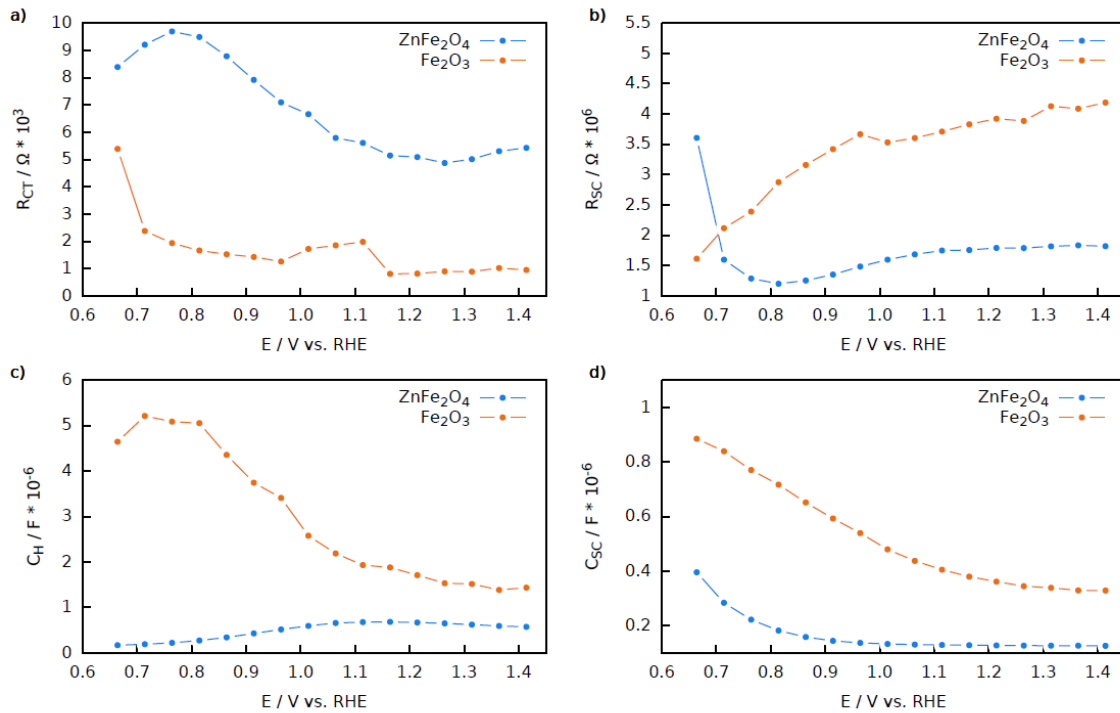 a)
R_CT / Ω * 10^3
10
9
8
7
6
5
4
3
2
1
0
ZnFe₂O₄
Fe₂O₃
0.6 0.7 0.8 0.9 1.0 1.1 1.2 1.3 1.4
E / V vs. RHE
b)
R_SC / Ω * 10^6
5.5
5
4.5
4
3.5
3
2.5
2
1.5
1
ZnFe₂O₄
Fe₂O₃
0.6 0.7 0.8 0.9 1.0 1.1 1.2 1.3 1.4
E / V vs. RHE
c)
C_H / F * 10^-6
6
5
4
3
2
1
0
ZnFe₂O₄
Fe₂O₃
0.6 0.7 0.8 0.9 1.0 1.1 1.2 1.3 1.4
E / V vs. RHE
d)
C_SC / F * 10^-6
1
0.8
0.6
0.4
0.2
ZnFe₂O₄
Fe₂O₃
0.6 0.7 0.8 0.9 1.0 1.1 1.2 1.3 1.4
E / V vs. RHE